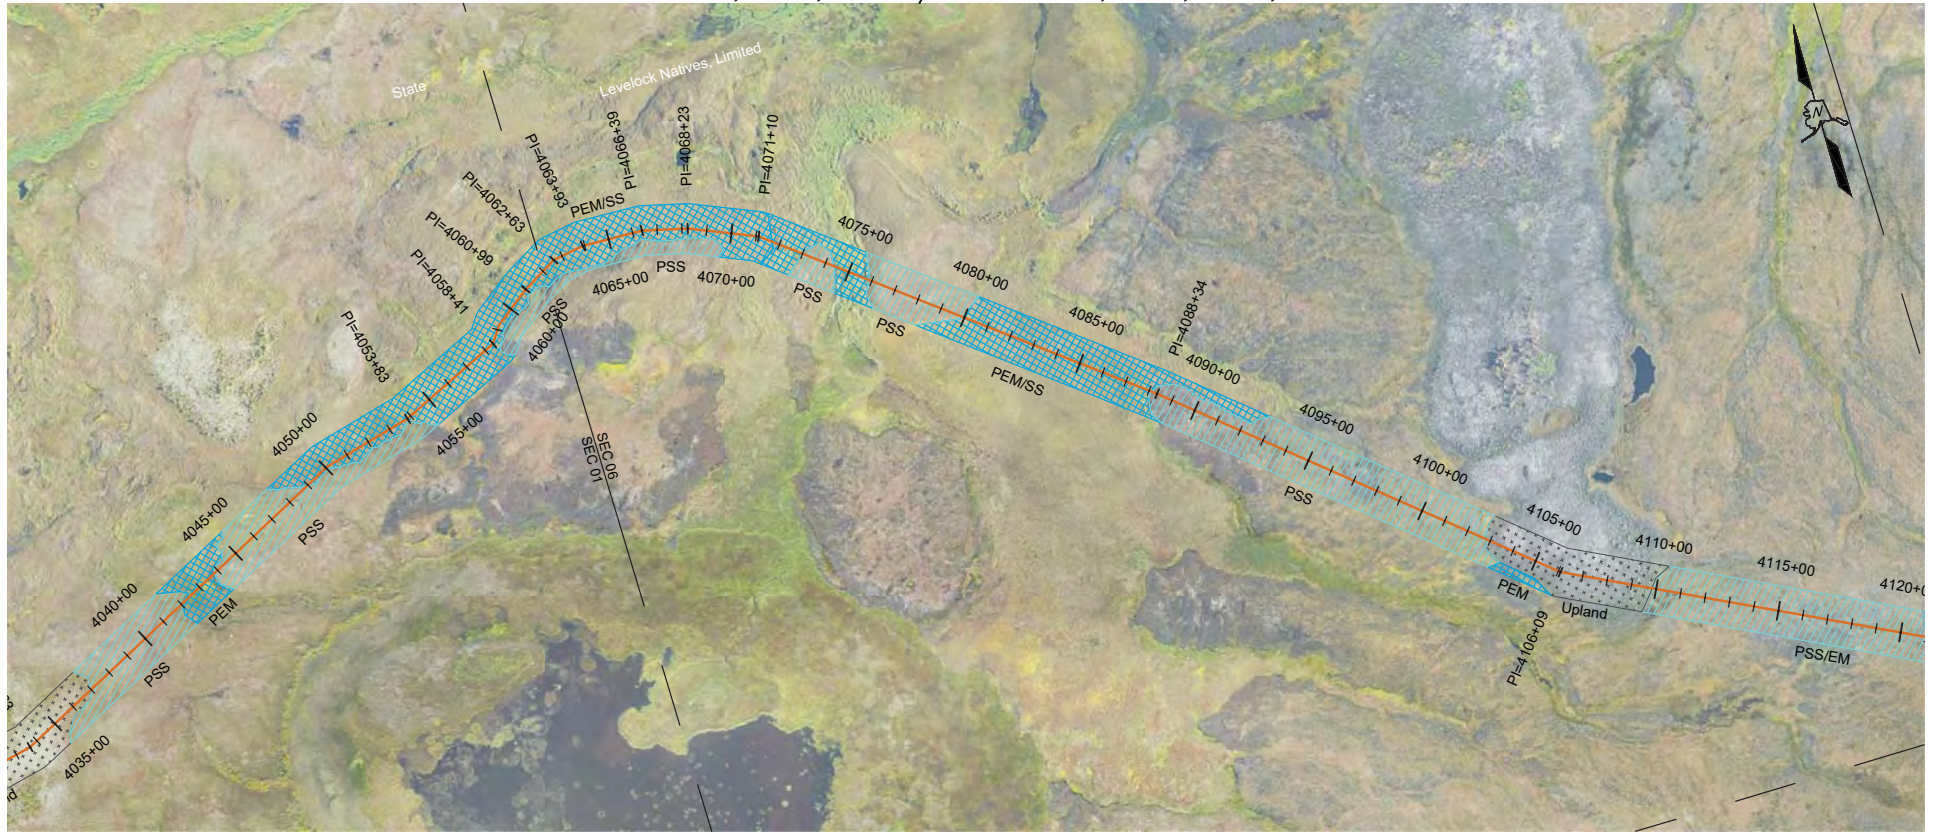 State
Levelock Natives, Limited
N
PI=4053+83
PI=4058+41
PI=4060+99
PI=4062+63
PI=4063+93
PI=4066+39
PI=4068+23
PI=4071+10
PI=4088+34
PI=4106+09
PEM/SS
4035+00
4040+00
4045+00
4050+00
4055+00
4060+00
4065+00
4070+00
4075+00
4080+00
4085+00
4090+00
4095+00
4100+00
4105+00
4110+00
4115+00
4120+0
PSS
PEM
PSS
PSS
PSS
PSS
PSS
PEM/SS
PSS
PEM
Upland
PSS/EM
SEC 06
SEC 01